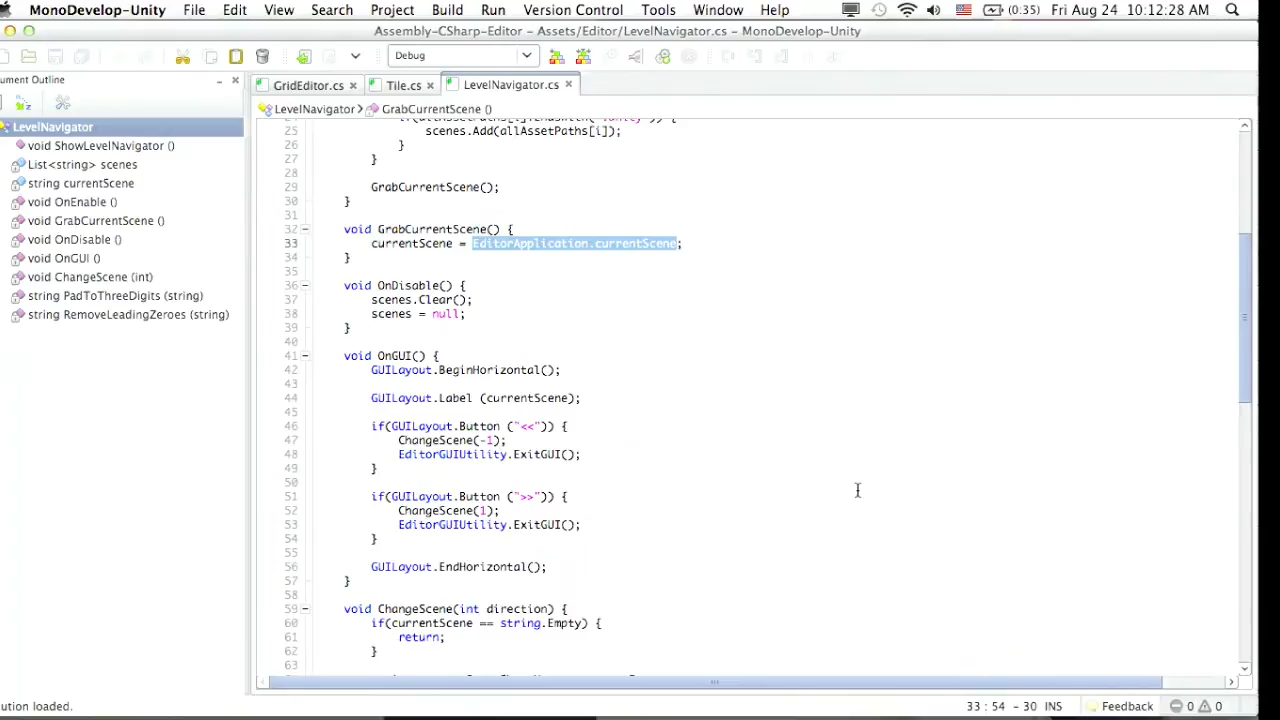 MonoDevelop-Unity File Edit View Search Project Build Run Version Control Tools Window Help (0:35) Fri Aug 24 10:12:28 AM
Assembly-CSharp-Editor - Assets/Editor/LevelNavigator.cs - MonoDevelop-Unity
Debug
ument Outline
GridEditor.cs Tile.cs LevelNavigator.cs
LevelNavigator GrabCurrentScene ()
LevelNavigator
void ShowLevelNavigator ()
List<string> scenes
string currentScene
void OnEnable ()
void GrabCurrentScene ()
void OnDisable ()
void OnGUI ()
void ChangeScene (int)
string PadToThreeDigits (string)
string RemoveLeadingZeroes (string)
25 scenes.Add(allAssetPaths[i]);
26 }
27 }
28
29 GrabCurrentScene();
30 }
31
32 void GrabCurrentScene() {
33 currentScene = EditorApplication.currentScene;
34 }
35
36 void OnDisable() {
37 scenes.Clear();
38 scenes = null;
39 }
40
41 void OnGUI() {
42 GUILayout.BeginHorizontal();
43
44 GUILayout.Label (currentScene);
45
46 if(GUILayout.Button ("<<")) {
47 ChangeScene(-1);
48 EditorGUIUtility.ExitGUI();
49 }
50
51 if(GUILayout.Button (">>")) {
52 ChangeScene(1);
53 EditorGUIUtility.ExitGUI();
54 }
55
56 GUILayout.EndHorizontal();
57 }
58
59 void ChangeScene(int direction) {
60 if(currentScene == string.Empty) {
61 return;
62 }
63
ution loaded. 33 : 54 - 30 INS Feedback 0 0